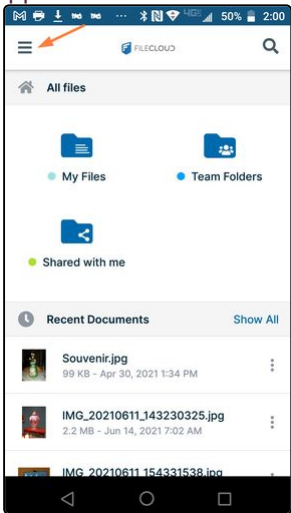 50% 2:00
FILECLOUD
All files
My Files
Team Folders
Shared with me
Recent Documents
Show All
Souvenir.jpg
99 KB - Apr 30, 2021 1:34 PM
IMG_20210611_143230325.jpg
2.2 MB - Jun 14, 2021 7:02 AM
IMG_20210611_154331538.jpg